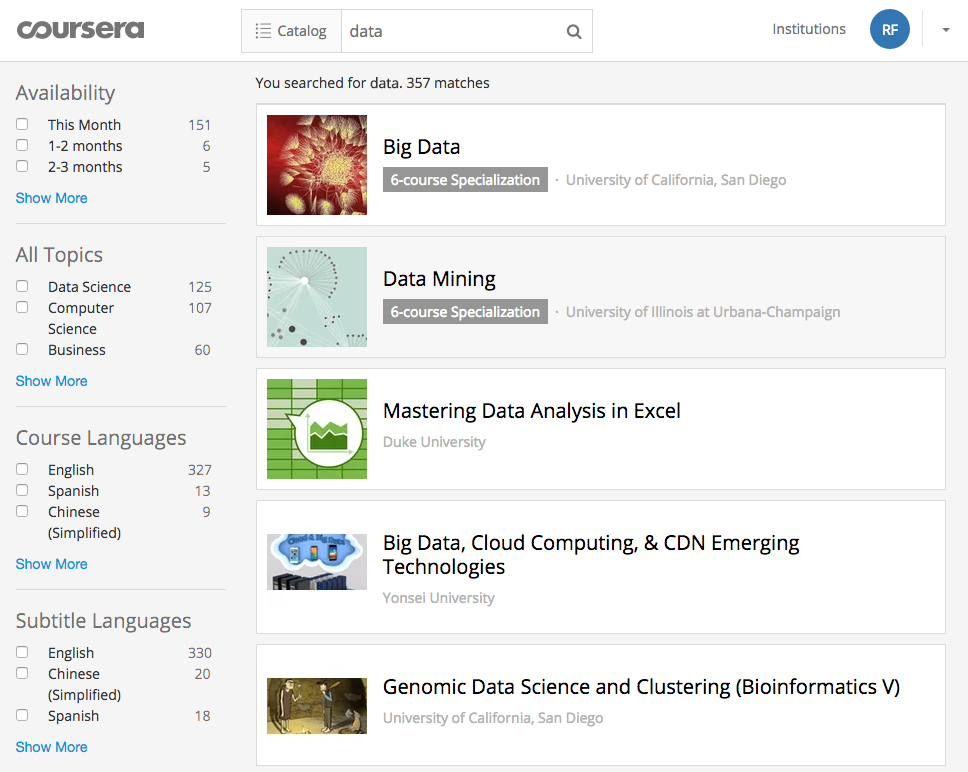 coursera
Catalog
data
Institutions
RF
Availability
This Month 151
1-2 months 6
2-3 months 5
Show More
All Topics
Data Science 125
Computer 107
Science
Business 60
Show More
Course Languages
English 327
Spanish 13
Chinese 9
(Simplified)
Show More
Subtitle Languages
English 330
Chinese 20
(Simplified)
Spanish 18
Show More
You searched for data. 357 matches
Big Data
6-course Specialization · University of California, San Diego
Data Mining
6-course Specialization · University of Illinois at Urbana-Champaign
Mastering Data Analysis in Excel
Duke University
Cloud & Big Data
Big Data, Cloud Computing, & CDN Emerging
Technologies
Yonsei University
Genomic Data Science and Clustering (Bioinformatics V)
University of California, San Diego